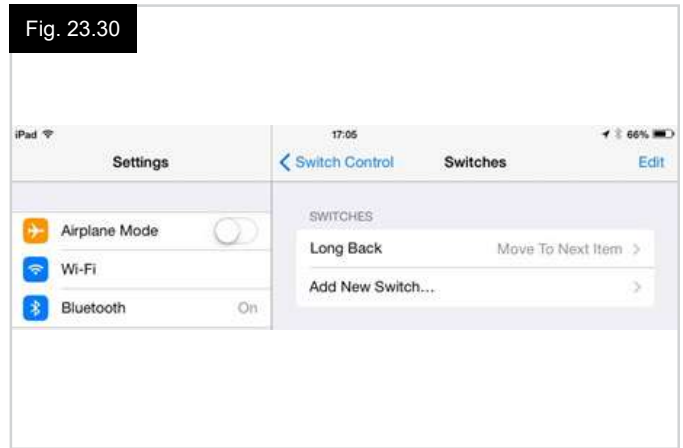 Fig. 23.30
iPad 17:05 66%
Settings
Switch Control Switches Edit
Airplane Mode
Wi-Fi
Bluetooth On
SWITCHES
Long Back Move To Next Item
Add New Switch...